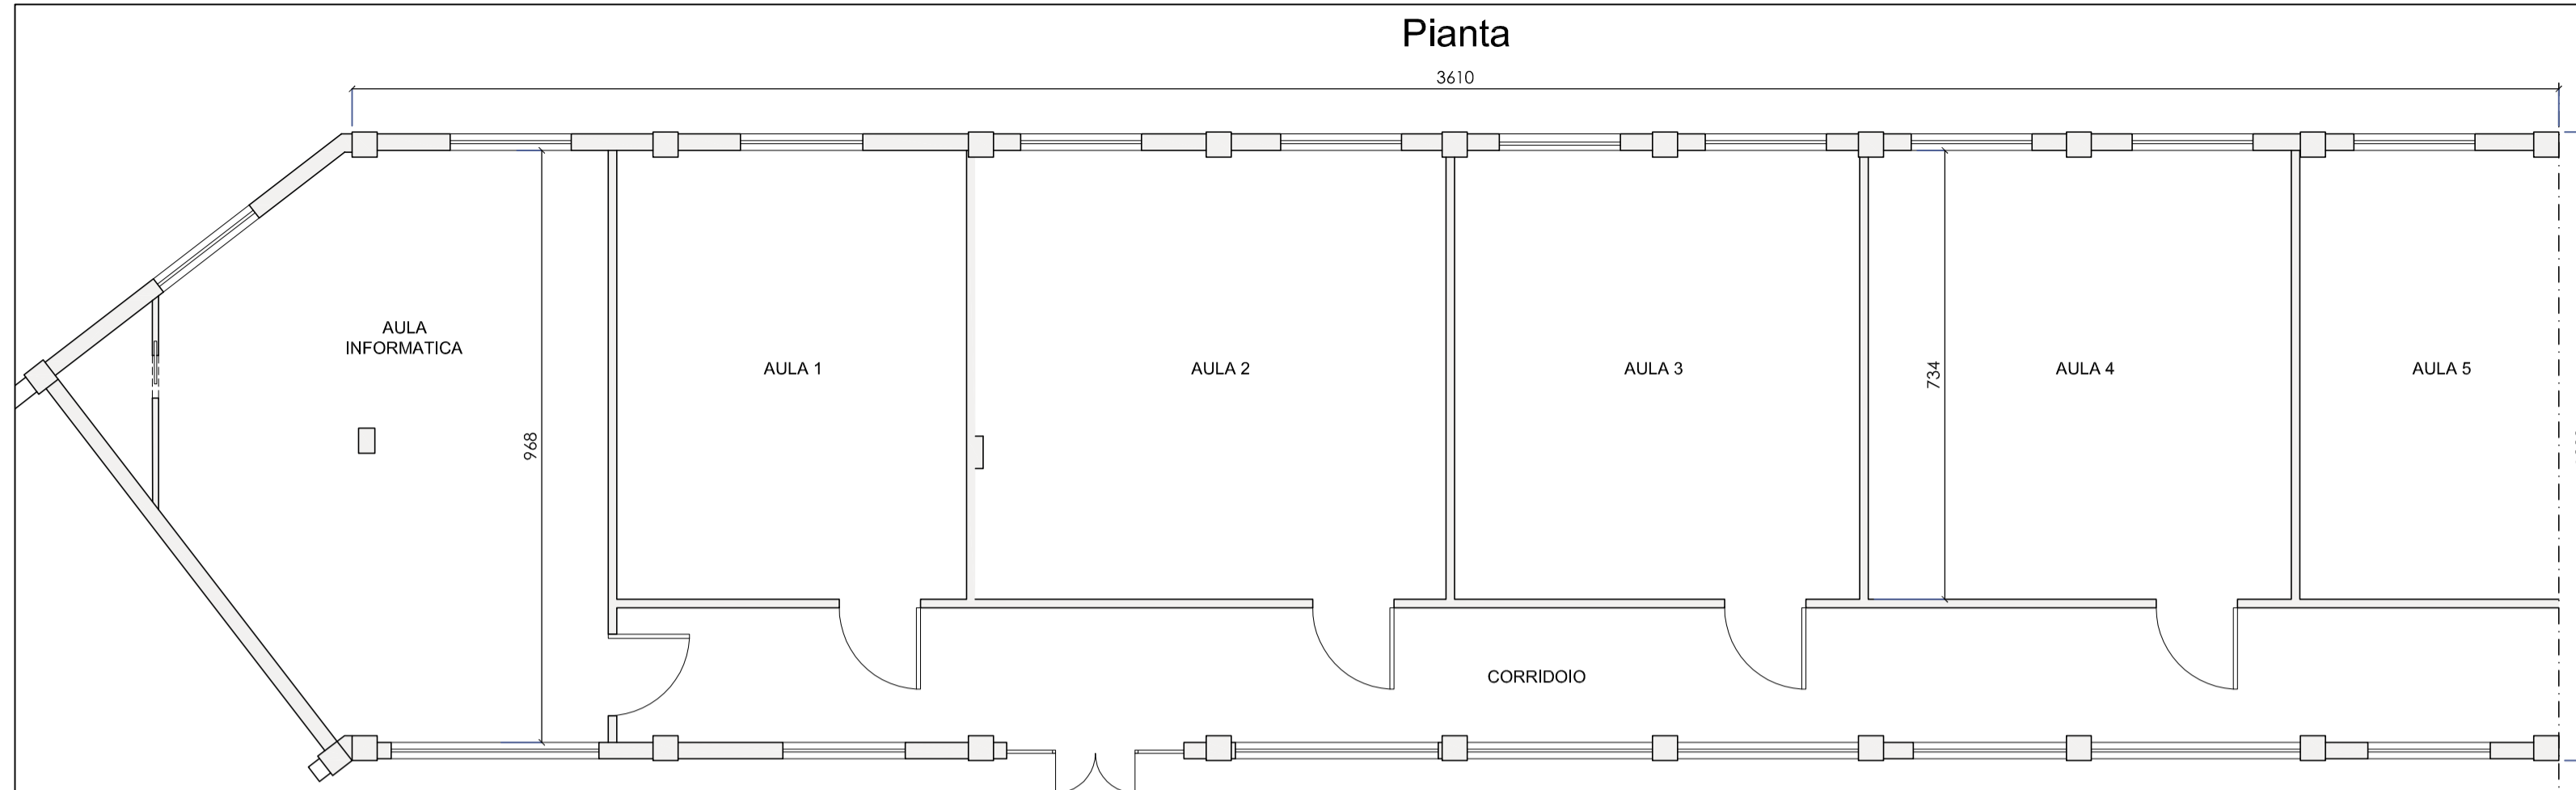 Pianta
3610
AULA
INFORMATICA
968
AULA 1
AULA 2
AULA 3
734
AULA 4
AULA 5
CORRIDOIO